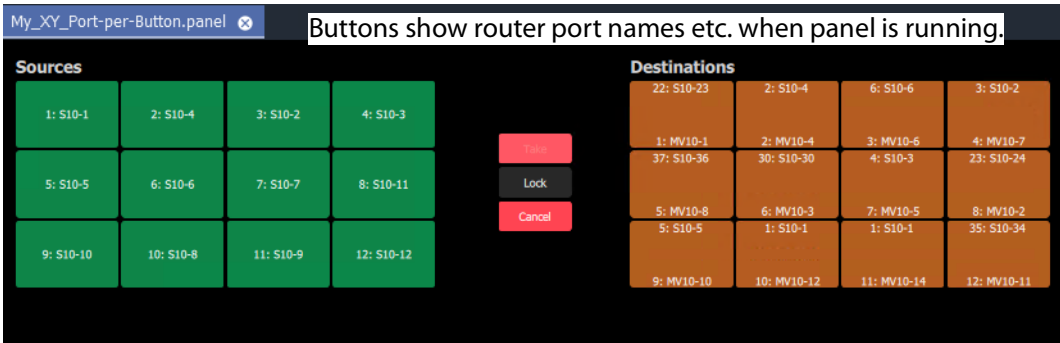 My_XY_Port-per-Button.panel
Buttons show router port names etc. when panel is running.
Sources
Destinations
1: S10-1 2: S10-4 3: S10-2 4: S10-3
5: S10-5 6: S10-6 7: S10-7 8: S10-11
9: S10-10 10: S10-8 11: S10-9 12: S10-12
Take
Lock
Cancel
22: S10-23 2: S10-4 6: S10-6 3: S10-2
1: MV10-1 2: MV10-4 3: MV10-6 4: MV10-7
37: S10-36 30: S10-30 4: S10-3 23: S10-24
5: MV10-8 6: MV10-3 7: MV10-5 8: MV10-2
5: S10-5 1: S10-1 1: S10-1 35: S10-34
9: MV10-10 10: MV10-12 11: MV10-14 12: MV10-11